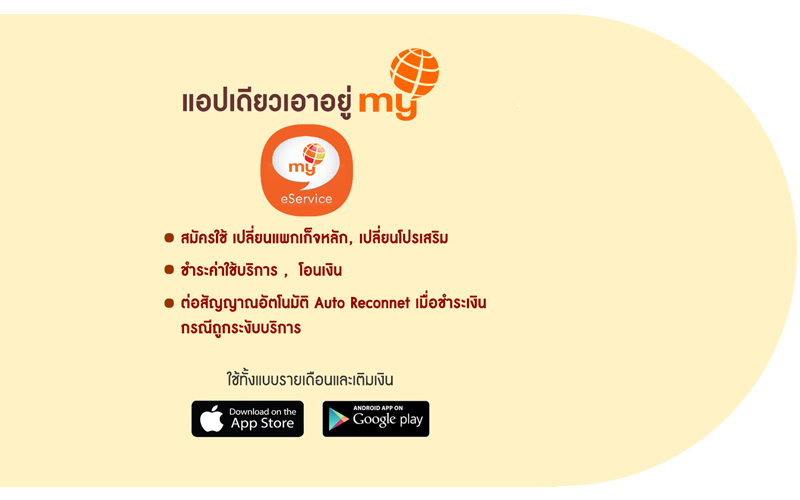 แอปเดียวเอาอยู่ my
my
eService
สมัครใช้ เปลี่ยนแพกเก็จหลัก, เปลี่ยนโปรเสริม
ชำระค่าใช้บริการ , โอนเงิน
ต่อสัญญาณอัตโนมัติ Auto Reconnet เมื่อชำระเงิน
กรณีถูกระงับบริการ
ใช้ทั้งแบบรายเดือนและเติมเงิน
Download on the
App Store
ANDROID APP ON
Google play